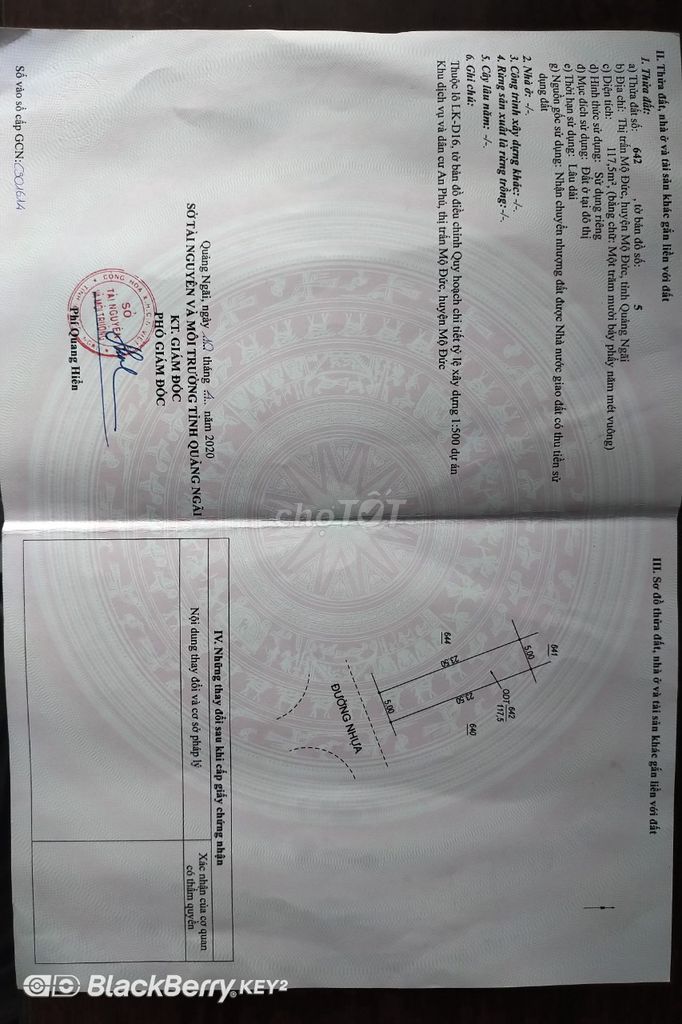 II. Thửa đất, nhà ở và tài sản khác gắn liền với đất
1. Thửa đất:
a) Thửa đất số: 642 , tờ bản đồ số: 5
b) Địa chỉ: Thị trấn Mộ Đức, huyện Mộ Đức, tỉnh Quảng Ngãi
c) Diện tích: 117,5m², (bằng chữ: Một trăm mười bảy phẩy năm mét vuông)
d) Hình thức sử dụng: Sử dụng riêng
đ) Mục đích sử dụng: Đất ở tại đô thị
e) Thời hạn sử dụng: Lâu dài
g) Nguồn gốc sử dụng: Nhận chuyển nhượng đất được Nhà nước giao đất có thu tiền sử
dụng đất
2. Nhà ở: -/-.
3. Công trình xây dựng khác: -/-.
4. Rừng sản xuất là rừng trồng: -/-.
5. Cây lâu năm: -/-.
6. Ghi chú:
Thuộc lô LK-D16, tờ bản đồ điều chỉnh Quy hoạch chi tiết tỷ lệ xây dựng 1:500 dự án
Khu dịch vụ và dân cư An Phú, thị trấn Mộ Đức, huyện Mộ Đức
Quảng Ngãi, ngày tháng năm 2020
SỞ TÀI NGUYÊN VÀ MÔI TRƯỜNG TỈNH QUẢNG NGÃI
KT. GIÁM ĐỐC
PHÓ GIÁM ĐỐC
SỞ
TÀI NGUYÊN
VÀ MÔI TRƯỜNG
Phí Quang Hiển
Số vào sổ cấp GCN:
III. Sơ đồ thửa đất, nhà ở và tài sản khác gắn liền với đất
641
5,00
642
ODT 117,5
644
23,50
23,50
640
5,00
ĐƯỜNG NHỰA
IV. Những thay đổi sau khi cấp giấy chứng nhận
Nội dung thay đổi và cơ sở pháp lý
Xác nhận của cơ quan
có thẩm quyền
choTỐT
BlackBerry KEY2